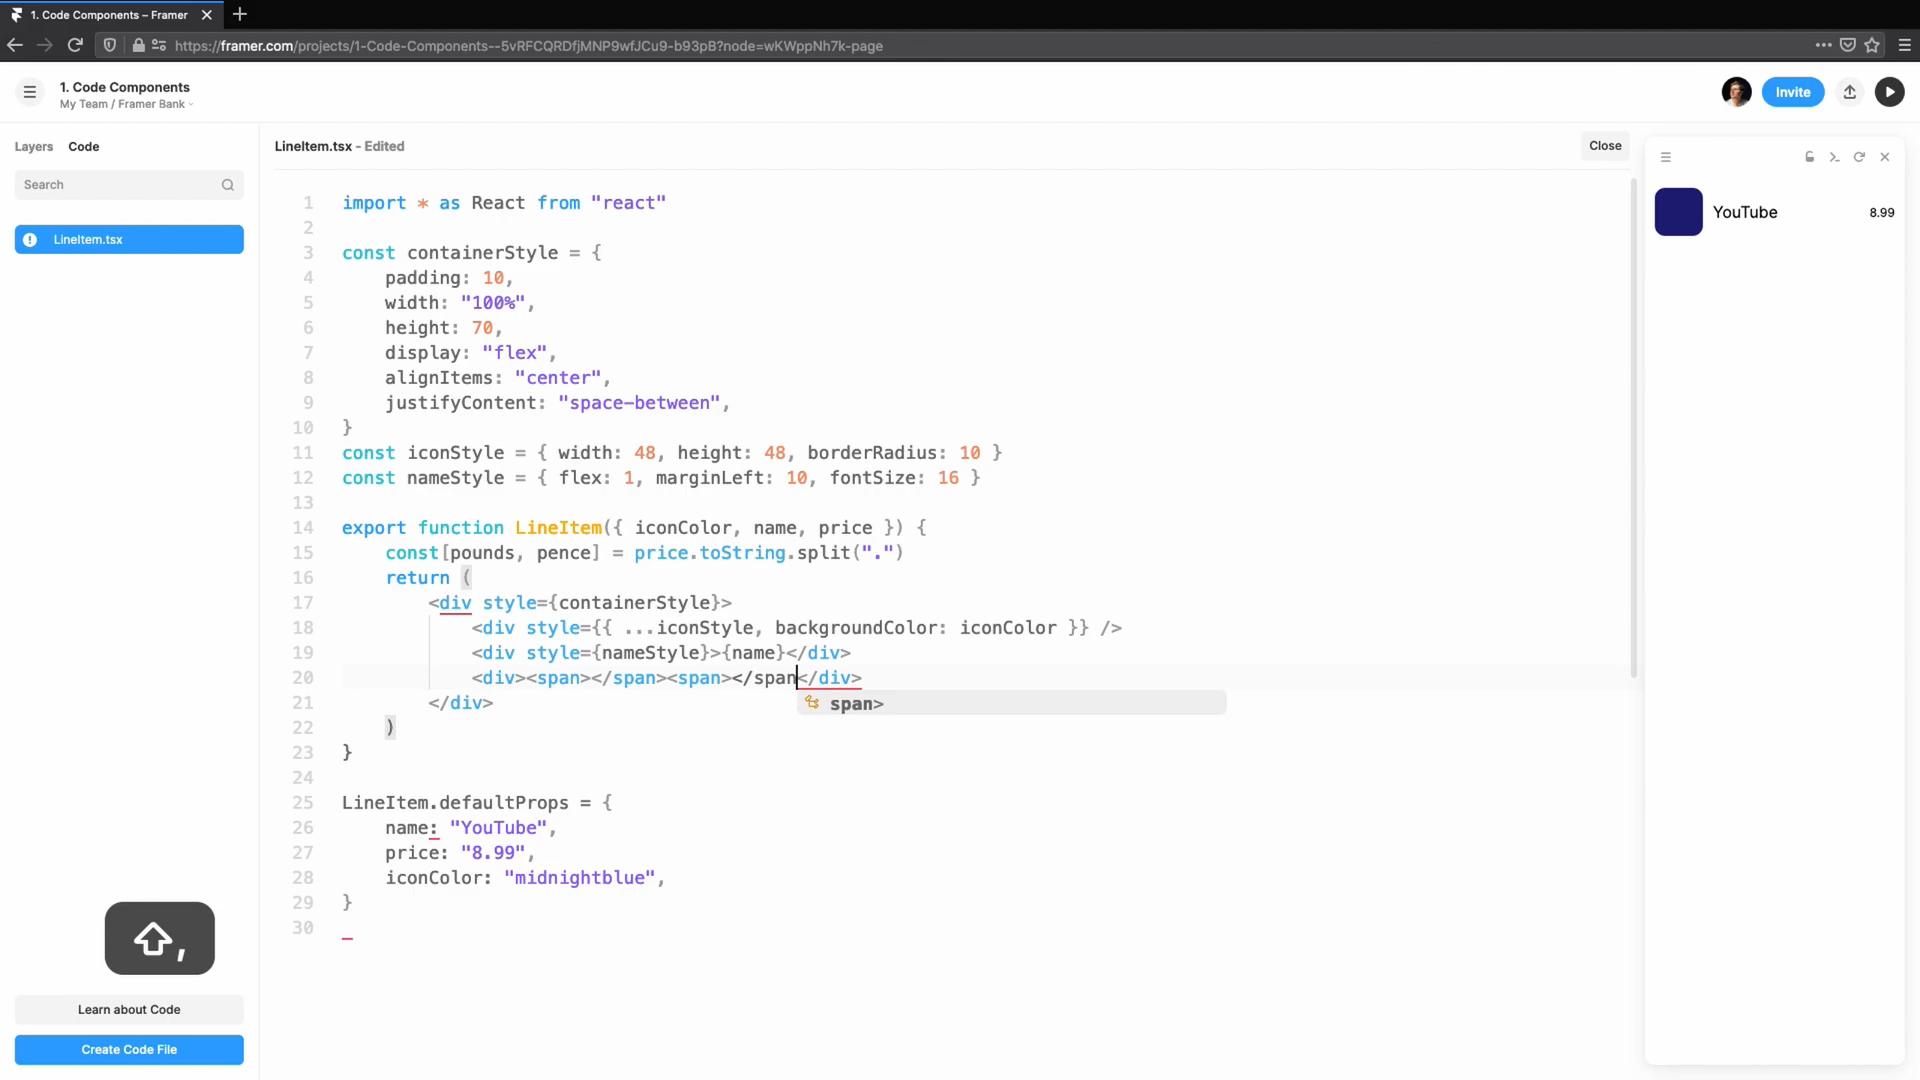 1. Code Components – Framer
https://framer.com/projects/1-Code-Components--5vRFCQRDfjMNP9wfJCu9-b93pB?node=wKWppNh7k-page
1. Code Components
My Team / Framer Bank
Invite
Layers Code
LineItem.tsx - Edited
Close
Search
LineItem.tsx
1 import * as React from "react"
2
3 const containerStyle = {
4 padding: 10,
5 width: "100%",
6 height: 70,
7 display: "flex",
8 alignItems: "center",
9 justifyContent: "space-between",
10 }
11 const iconStyle = { width: 48, height: 48, borderRadius: 10 }
12 const nameStyle = { flex: 1, marginLeft: 10, fontSize: 16 }
13
14 export function LineItem({ iconColor, name, price }) {
15 const[pounds, pence] = price.toString.split(".")
16 return (
17 <div style={containerStyle}>
18 <div style={{ ...iconStyle, backgroundColor: iconColor }} />
19 <div style={nameStyle}>{name}</div>
20 <div><span></span><span></span</div>
span>
21 </div>
22 )
23 }
24
25 LineItem.defaultProps = {
26 name: "YouTube",
27 price: "8.99",
28 iconColor: "midnightblue",
29 }
30
YouTube 8.99
,
Learn about Code
Create Code File